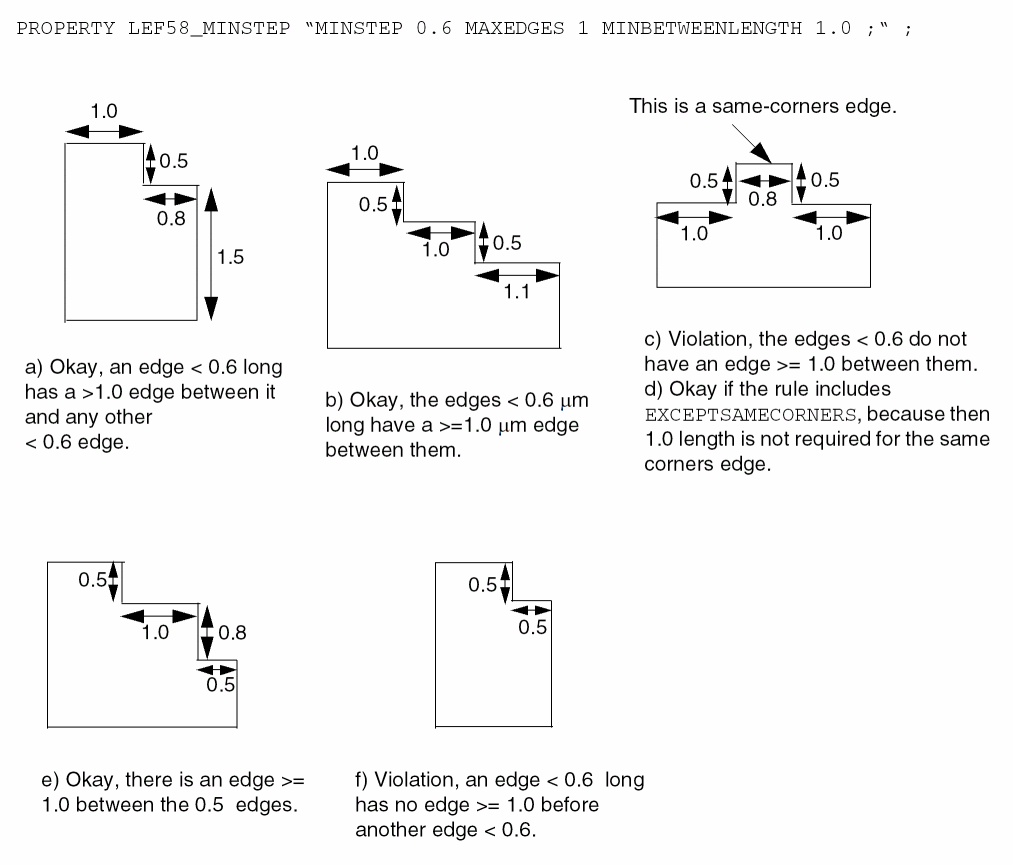 PROPERTY LEF58_MINSTEP “MINSTEP 0.6 MAXEDGES 1 MINBETWEENLENGTH 1.0 ;“ ;
1.0
0.5
0.8
1.5
a) Okay, an edge < 0.6 long
has a >1.0 edge between it
and any other
< 0.6 edge.
1.0
0.5
1.0
0.5
1.1
b) Okay, the edges < 0.6 μm
long have a >=1.0 μm edge
between them.
This is a same-corners edge.
0.5
0.8
0.5
1.0
1.0
c) Violation, the edges < 0.6 do not
have an edge >= 1.0 between them.
d) Okay if the rule includes
EXCEPTSAMECORNERS, because then
1.0 length is not required for the same
corners edge.
0.5
1.0
0.8
0.5
e) Okay, there is an edge >=
1.0 between the 0.5 edges.
0.5
0.5
f) Violation, an edge < 0.6 long
has no edge >= 1.0 before
another edge < 0.6.